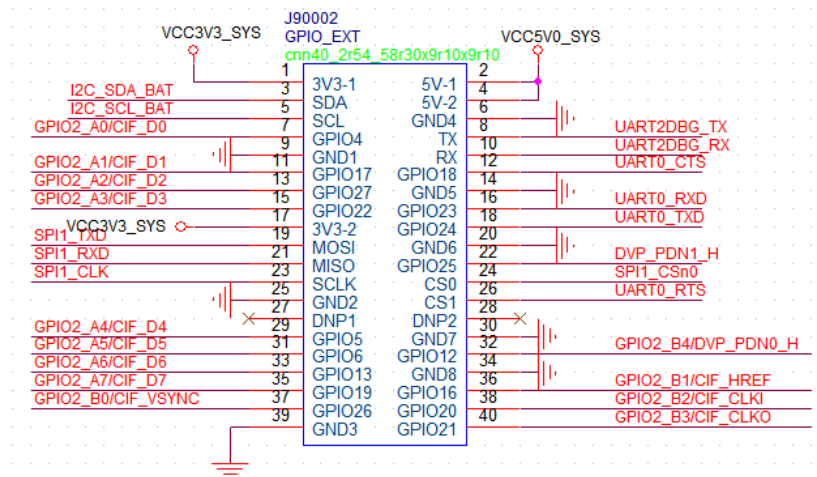 J90002
VCC3V3_SYS GPIO_EXT VCC5V0_SYS
cnn40_2r54_58r30x9r10x9r10
1 3V3-1 5V-1 2
I2C_SDA_BAT 3 SDA 5V-2 4
I2C_SCL_BAT 5 SCL GND4 6
GPIO2_A0/CIF_D0 7 GPIO4 TX 8 UART2DBG_TX
9 GND1 RX 10 UART2DBG_RX
GPIO2_A1/CIF_D1 11 GPIO17 GPIO18 12 UART0_CTS
GPIO2_A2/CIF_D2 13 GPIO27 GND5 14
GPIO2_A3/CIF_D3 15 GPIO22 GPIO23 16 UART0_RXD
VCC3V3_SYS 17 3V3-2 GPIO24 18 UART0_TXD
SPI1_TXD 19 MOSI GND6 20
SPI1_RXD 21 MISO GPIO25 22 DVP_PDN1_H
SPI1_CLK 23 SCLK CS0 24 SPI1_CSn0
25 GND2 CS1 26 UART0_RTS
27 DNP1 DNP2 28
GPIO2_A4/CIF_D4 29 GPIO5 GND7 30
GPIO2_A5/CIF_D5 31 GPIO6 GPIO12 32 GPIO2_B4/DVP_PDN0_H
GPIO2_A6/CIF_D6 33 GPIO13 GND8 34
GPIO2_A7/CIF_D7 35 GPIO19 GPIO16 36 GPIO2_B1/CIF_HREF
GPIO2_B0/CIF_VSYNC 37 GPIO26 GPIO20 38 GPIO2_B2/CIF_CLKI
39 GND3 GPIO21 40 GPIO2_B3/CIF_CLKO